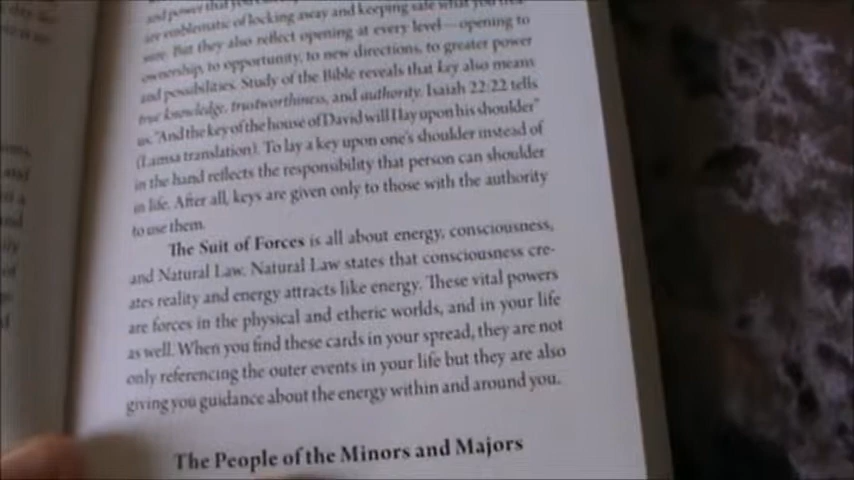 and power that you
are emblematic of locking away and keeping safe what you
sure. But they also reflect opening at every level—opening to
ownership, to opportunity, to new directions, to greater power
and possibilities. Study of the Bible reveals that key also means
true knowledge, trustworthiness, and authority. Isaiah 22:22 tells
us, "And the key of the house of David will I lay upon his shoulder"
(Lamsa translation). To lay a key upon one's shoulder instead of
in the hand reflects the responsibility that person can shoulder
in life. After all, keys are given only to those with the authority
to use them.
The Suit of Forces is all about energy, consciousness,
and Natural Law. Natural Law states that consciousness cre-
ates reality and energy attracts like energy. These vital powers
are forces in the physical and etheric worlds, and in your life
as well. When you find these cards in your spread, they are not
only referencing the outer events in your life but they are also
giving you guidance about the energy within and around you.
The People of the Minors and Majors